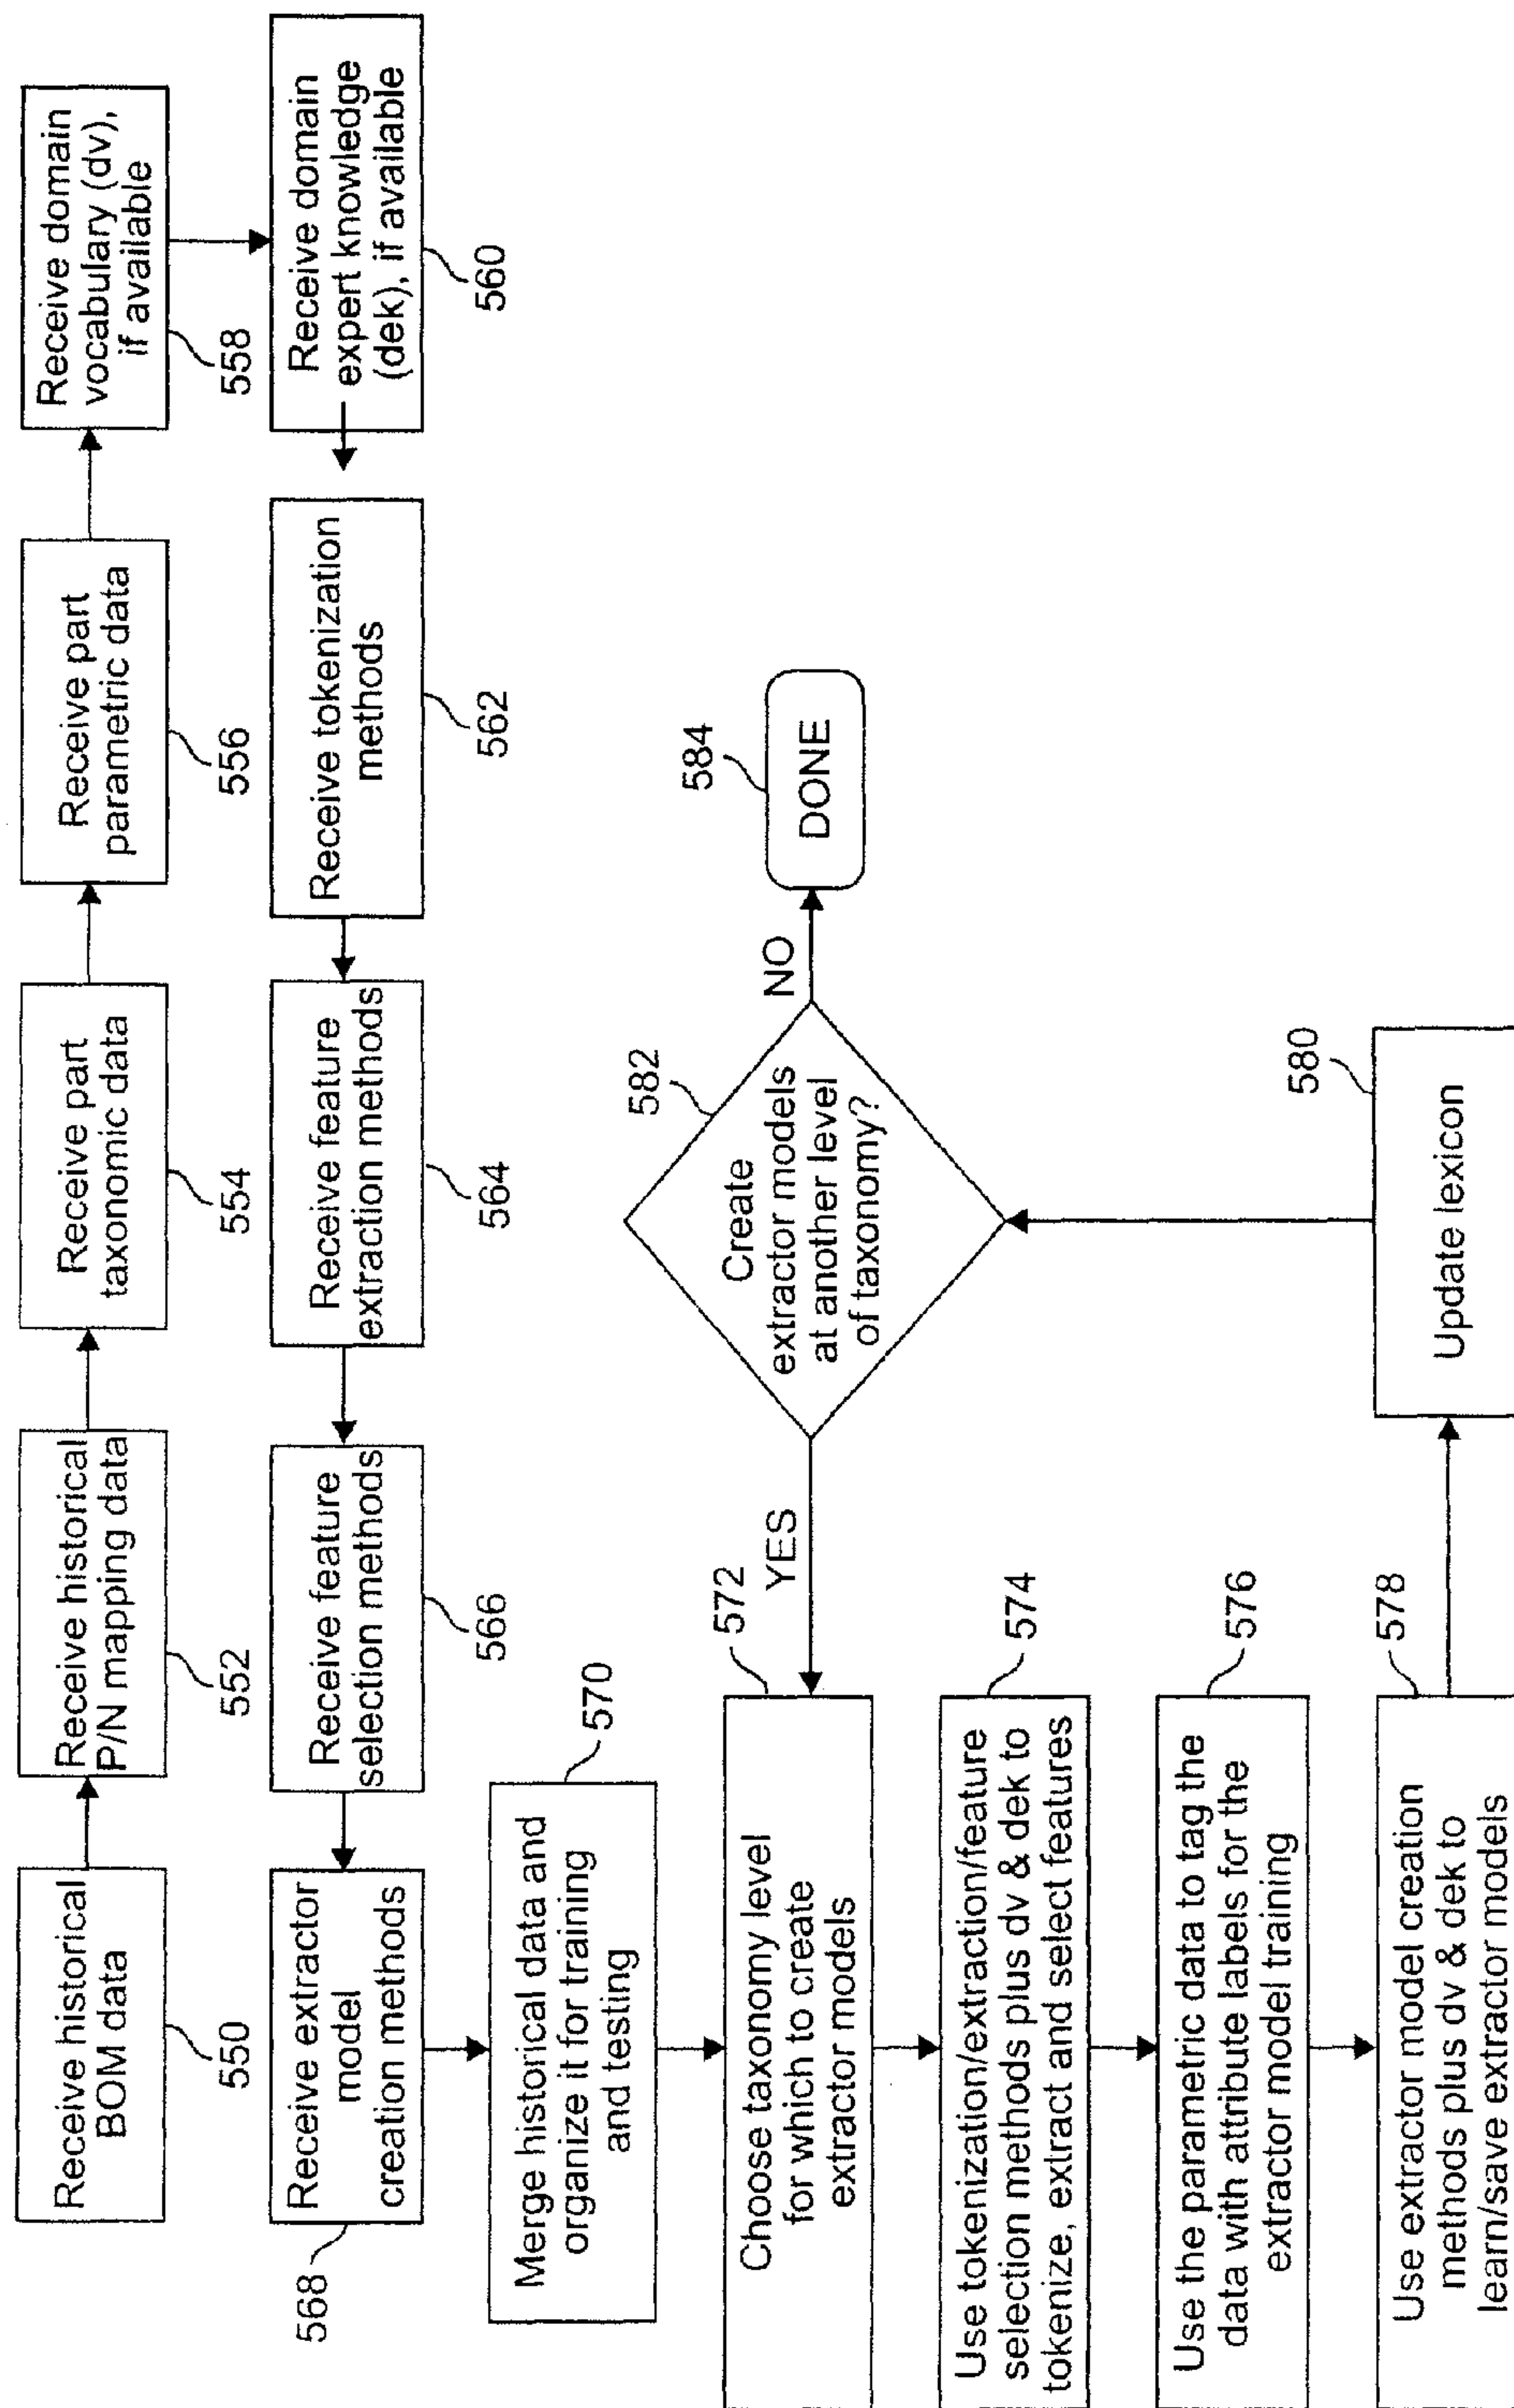 Receive historical
BOM data
550
Receive historical
P/N mapping data
552
Receive part
taxonomic data
554
Receive part
parametric data
556
Receive domain
vocabulary (dv),
if available
558
Receive domain
expert knowledge
(dek), if available
560
Receive tokenization
methods
562
Receive feature
extraction methods
564
Receive feature
selection methods
566
Receive extractor
model
creation methods
568
Merge historical data and
organize it for training
and testing
570
Choose taxonomy level
for which to create
extractor models
572
Use tokenization/extraction/feature
selection methods plus dv & dek to
tokenize, extract and select features
574
Use the parametric data to tag the
data with attribute labels for the
extractor model training
576
Use extractor model creation
methods plus dv & dek to
learn/save extractor models
578
Update lexicon
580
Create
extractor models
at another level
of taxonomy?
582
YES
NO
DONE
584